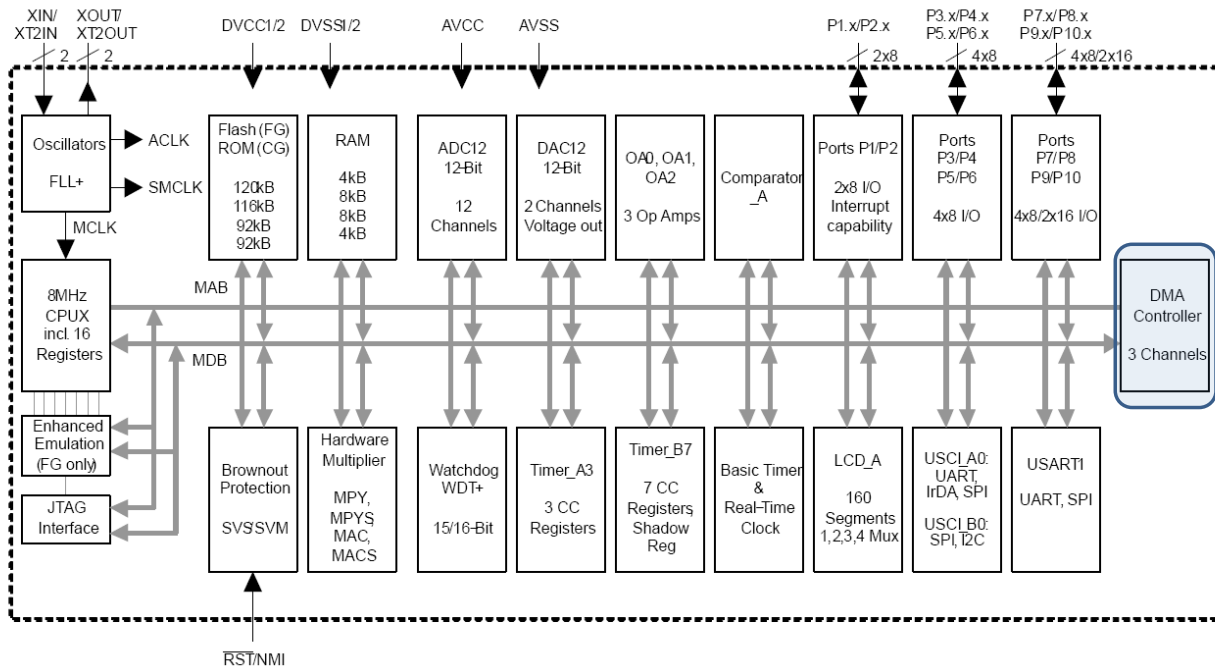 XIN/
XT2IN
XOUT/
XT2OUT
DVCC1/2
DVSS1/2
AVCC
AVSS
P1.x/P2.x
P3.x/P4.x
P5.x/P6.x
P7.x/P8.x
P9.x/P10.x
2
2
2x8
4x8
4x8/2x16
Oscillators
FLL+
ACLK
SMCLK
MCLK
Flash (FG)
ROM (CG)
120kB
116kB
92kB
92kB
RAM
4kB
8kB
8kB
4kB
ADC12
12-Bit
12
Channels
DAC12
12-Bit
2 Channels
Voltage out
OA0, OA1,
OA2
3 Op Amps
Comparator
_A
Ports P1/P2
2x8 I/O
Interrupt
capability
Ports
P3/P4
P5/P6
4x8 I/O
Ports
P7/P8
P9/P10
4x8/2x16 I/O
8MHz
CPUX
incl. 16
Registers
MAB
MDB
DMA
Controller
3 Channels
Enhanced
Emulation
(FG only)
JTAG
Interface
Brownout
Protection
SVS/SVM
Hardware
Multiplier
MPY,
MPYS,
MAC,
MACS
Watchdog
WDT+
15/16-Bit
Timer_A3
3 CC
Registers
Timer_B7
7 CC
Registers,
Shadow
Reg
Basic Timer
&
Real-Time
Clock
LCD_A
160
Segments
1,2,3,4 Mux
USCI_A0:
UART,
IrDA, SPI
USCI_B0:
SPI, I2C
USART1
UART, SPI
RST/NMI